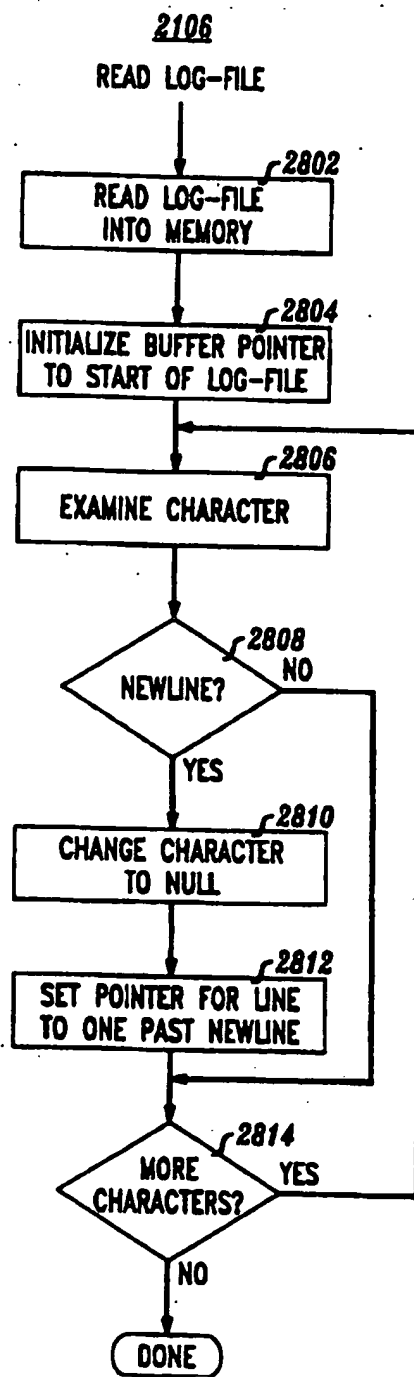 2106
READ LOG-FILE
2802
READ LOG-FILE
INTO MEMORY
2804
INITIALIZE BUFFER POINTER
TO START OF LOG-FILE
2806
EXAMINE CHARACTER
2808
NEWLINE?
NO
YES
2810
CHANGE CHARACTER
TO NULL
2812
SET POINTER FOR LINE
TO ONE PAST NEWLINE
2814
MORE
CHARACTERS?
YES
NO
DONE